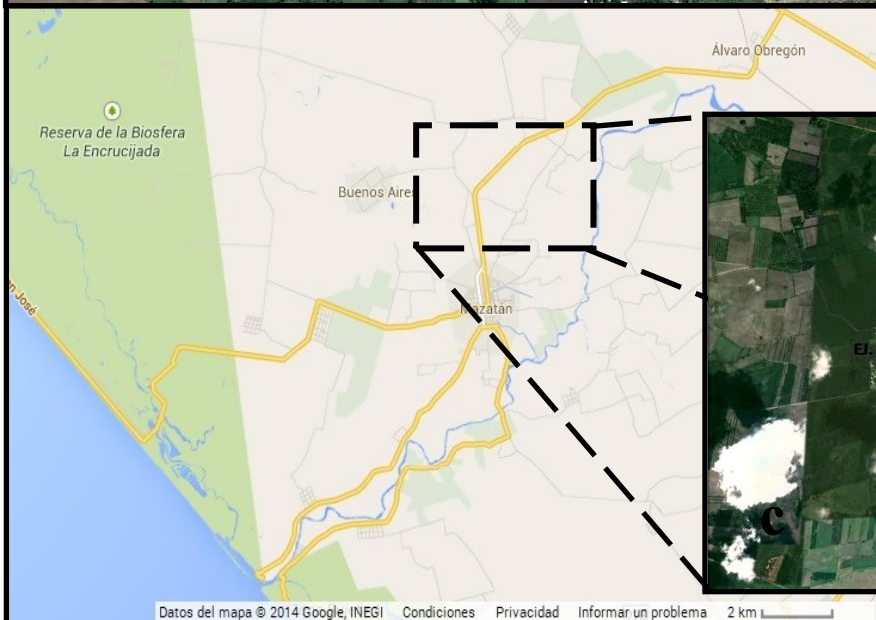 Álvaro Obregón
Reserva de la Biosfera
La Encrucijada
Buenos Aires
n José
Mazatán
EJ.
c
Datos del mapa © 2014 Google, INEGI Condiciones Privacidad Informar un problema 2 km